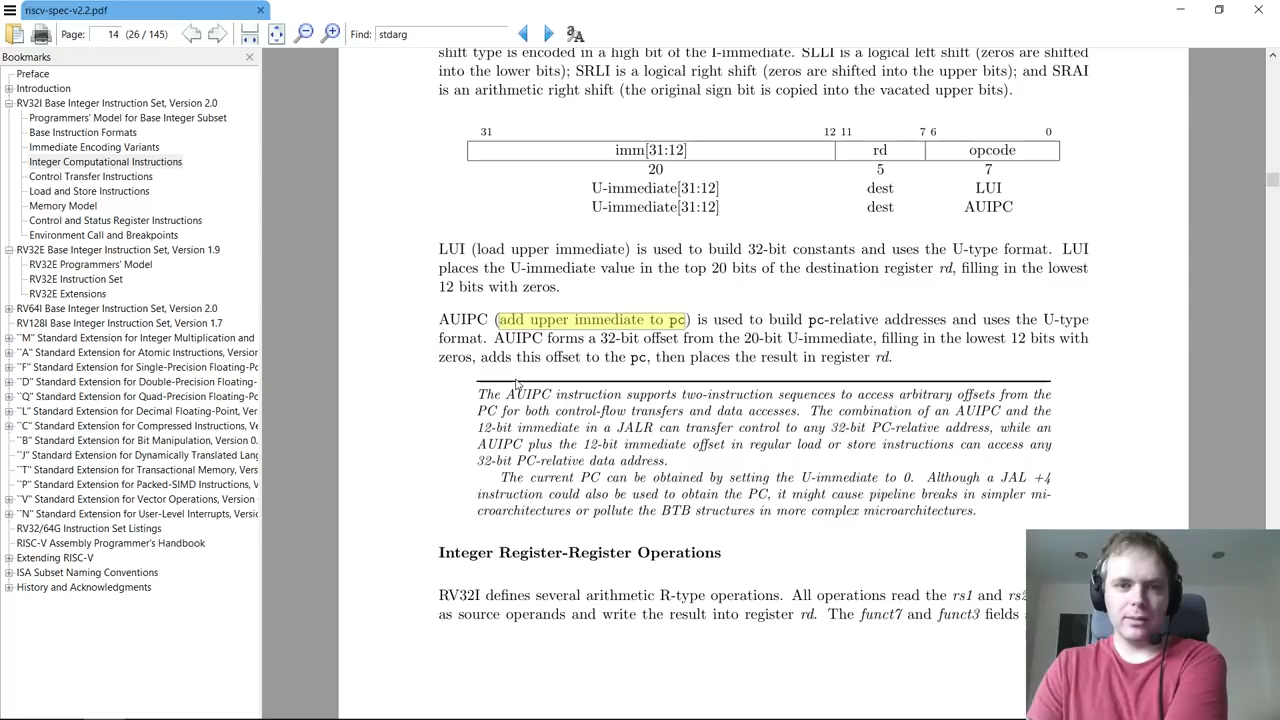 riscv-spec-v2.2.pdf
Page: 14 (26 / 145) Find: stdarg
Bookmarks
Preface
Introduction
RV32I Base Integer Instruction Set, Version 2.0
Programmers' Model for Base Integer Subset
Base Instruction Formats
Immediate Encoding Variants
Integer Computational Instructions
Control Transfer Instructions
Load and Store Instructions
Memory Model
Control and Status Register Instructions
Environment Call and Breakpoints
RV32E Base Integer Instruction Set, Version 1.9
RV32E Programmers' Model
RV32E Instruction Set
RV32E Extensions
RV64I Base Integer Instruction Set, Version 2.0
RV128I Base Integer Instruction Set, Version 1.7
``M'' Standard Extension for Integer Multiplication and
``A'' Standard Extension for Atomic Instructions, Version
``F'' Standard Extension for Single-Precision Floating-Po
``D'' Standard Extension for Double-Precision Floating-
``Q'' Standard Extension for Quad-Precision Floating-Po
``L'' Standard Extension for Decimal Floating-Point, Ver
``C'' Standard Extension for Compressed Instructions, Ve
``B'' Standard Extension for Bit Manipulation, Version 0.
``J'' Standard Extension for Dynamically Translated Lang
``T'' Standard Extension for Transactional Memory, Vers
``P'' Standard Extension for Packed-SIMD Instructions, V
``V'' Standard Extension for Vector Operations, Version
``N'' Standard Extension for User-Level Interrupts, Versic
RV32/64G Instruction Set Listings
RISC-V Assembly Programmer's Handbook
Extending RISC-V
ISA Subset Naming Conventions
History and Acknowledgments
shift type is encoded in a high bit of the I-immediate. SLLI is a logical left shift (zeros are shifted
into the lower bits); SRLI is a logical right shift (zeros are shifted into the upper bits); and SRAI
is an arithmetic right shift (the original sign bit is copied into the vacated upper bits).
31 12 11 7 6 0
imm[31:12] rd opcode
20 5 7
U-immediate[31:12] dest LUI
U-immediate[31:12] dest AUIPC
LUI (load upper immediate) is used to build 32-bit constants and uses the U-type format. LUI
places the U-immediate value in the top 20 bits of the destination register rd, filling in the lowest
12 bits with zeros.
AUIPC (add upper immediate to pc) is used to build pc-relative addresses and uses the U-type
format. AUIPC forms a 32-bit offset from the 20-bit U-immediate, filling in the lowest 12 bits with
zeros, adds this offset to the pc, then places the result in register rd.
The AUIPC instruction supports two-instruction sequences to access arbitrary offsets from the
PC for both control-flow transfers and data accesses. The combination of an AUIPC and the
12-bit immediate in a JALR can transfer control to any 32-bit PC-relative address, while an
AUIPC plus the 12-bit immediate offset in regular load or store instructions can access any
32-bit PC-relative data address.
The current PC can be obtained by setting the U-immediate to 0. Although a JAL +4
instruction could also be used to obtain the PC, it might cause pipeline breaks in simpler mi-
croarchitectures or pollute the BTB structures in more complex microarchitectures.
Integer Register-Register Operations
RV32I defines several arithmetic R-type operations. All operations read the rs1 and rs2
as source operands and write the result into register rd. The funct7 and funct3 fields